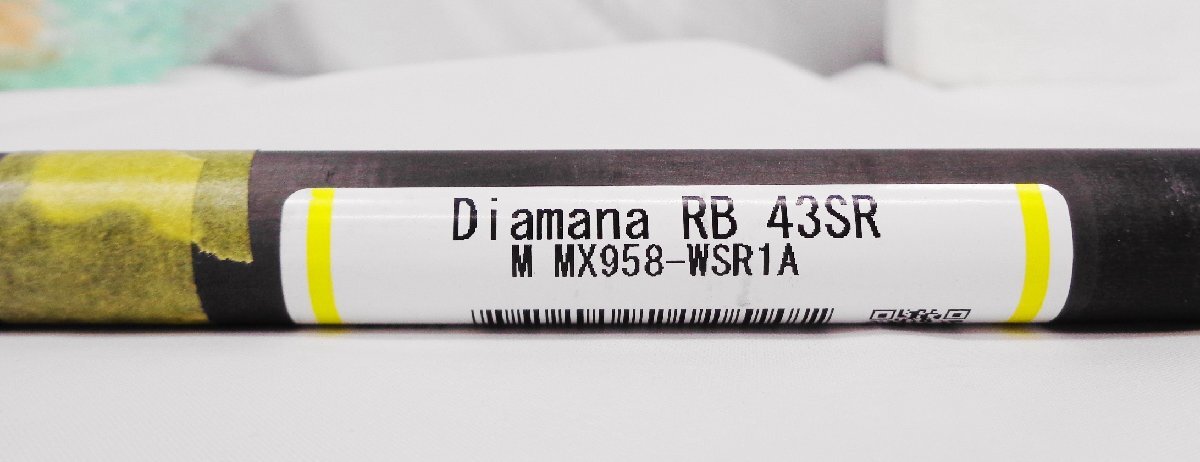 Diamana RB 43SR
M MX958-WSR1A